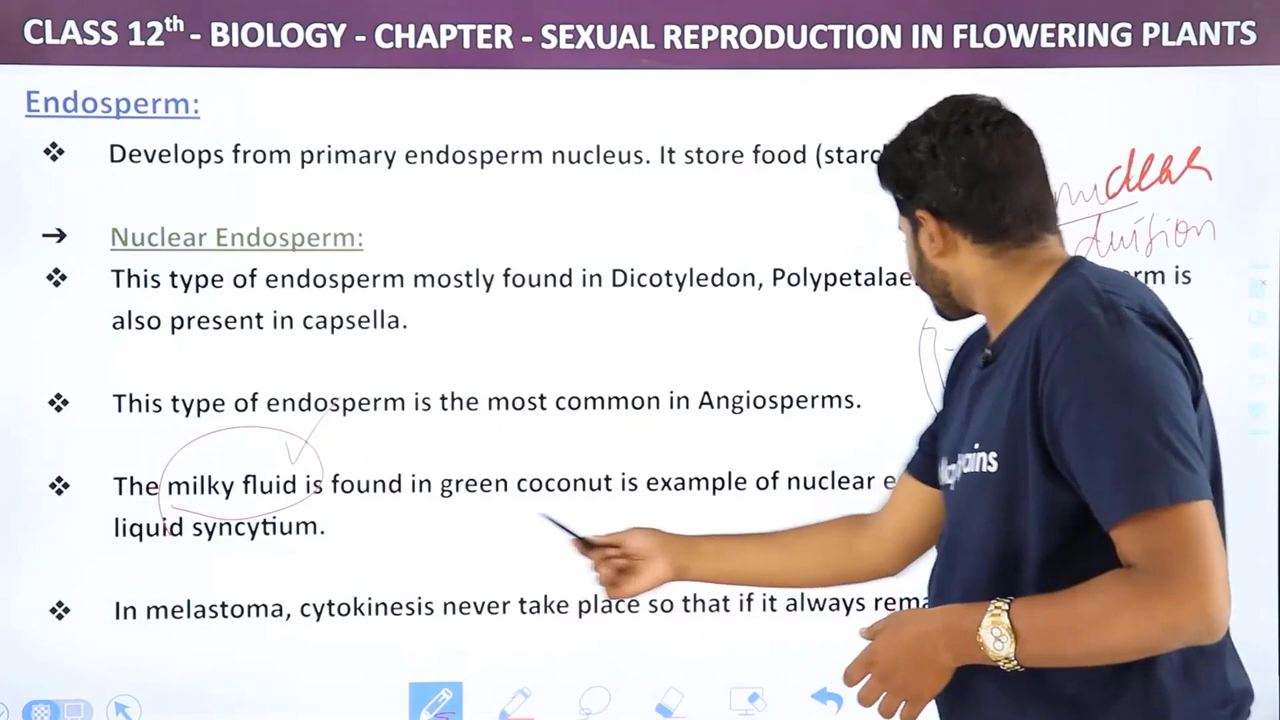 CLASS 12th - BIOLOGY - CHAPTER - SEXUAL REPRODUCTION IN FLOWERING PLANTS
Endosperm:
❖ Develops from primary endosperm nucleus. It store food (starc
nuclear
division
→ Nuclear Endosperm:
❖ This type of endosperm mostly found in Dicotyledon, Polypetalae. rm is
also present in capsella.
❖ This type of endosperm is the most common in Angiosperms.
❖ The milky fluid is found in green coconut is example of nuclear e
liquid syncytium.
❖ In melastoma, cytokinesis never take place so that if it always rema